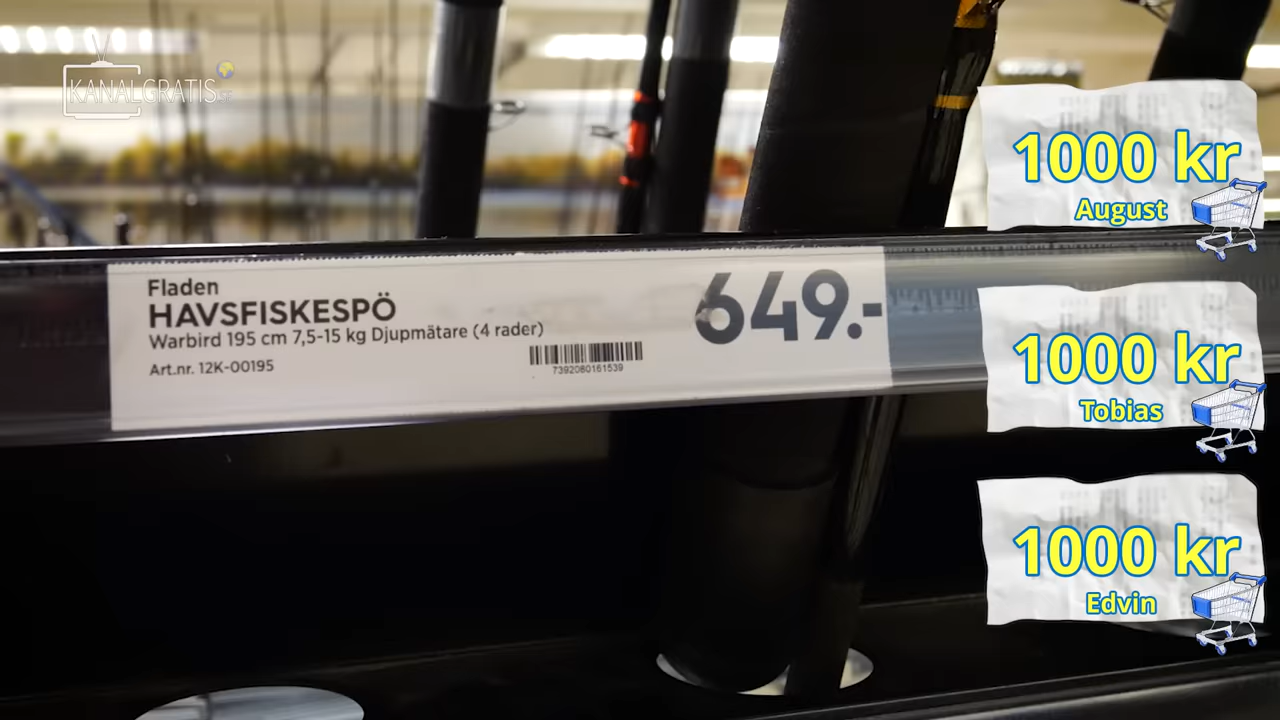 KANALGRATIS
Fladen
HAVSFISKESPÖ
Warbird 195 cm 7,5-15 kg Djupmätare (4 rader)
Art.nr. 12K-00195
7392060161539
649.-
1000 kr
August
1000 kr
Tobias
1000 kr
Edvin